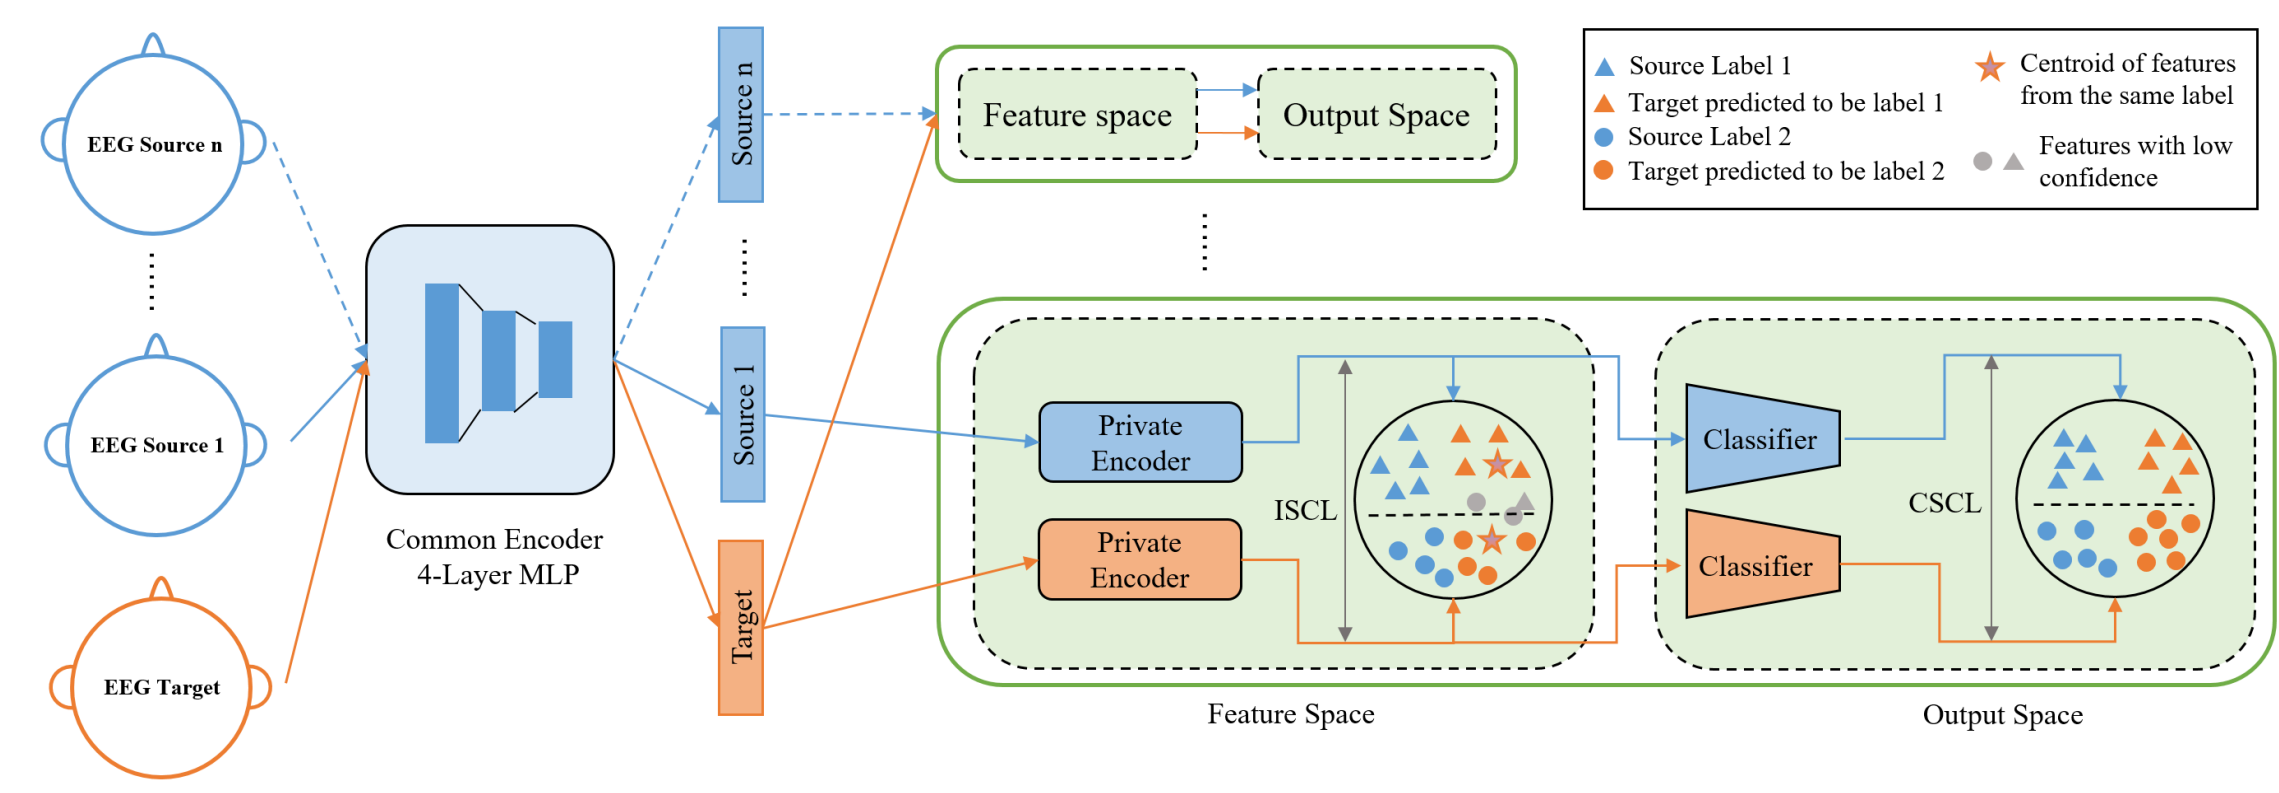 EEG Source n
EEG Source 1
EEG Target
Common Encoder
4-Layer MLP
Source n
Source 1
Target
Feature space
Output Space
Source Label 1
Target predicted to be label 1
Source Label 2
Target predicted to be label 2
Centroid of features
from the same label
Features with low
confidence
Private
Encoder
Private
Encoder
ISCL
Classifier
Classifier
CSCL
Feature Space
Output Space